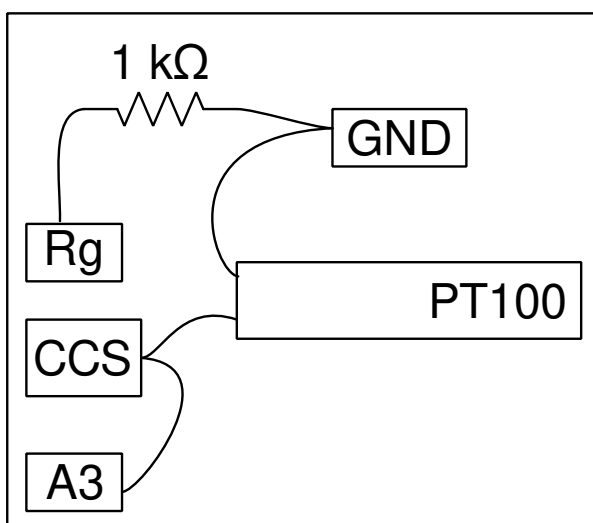 1 kΩ
GND
Rg
PT100
CCS
A3